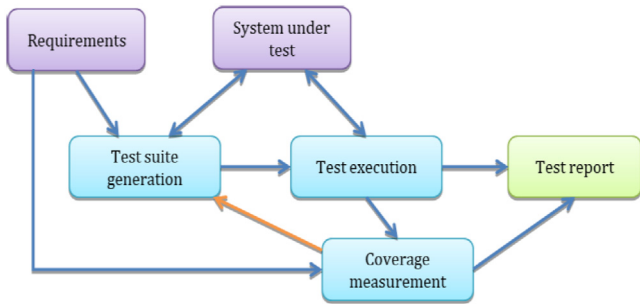 Requirements
System under
test
Test suite
generation
Test execution
Test report
Coverage
measurement